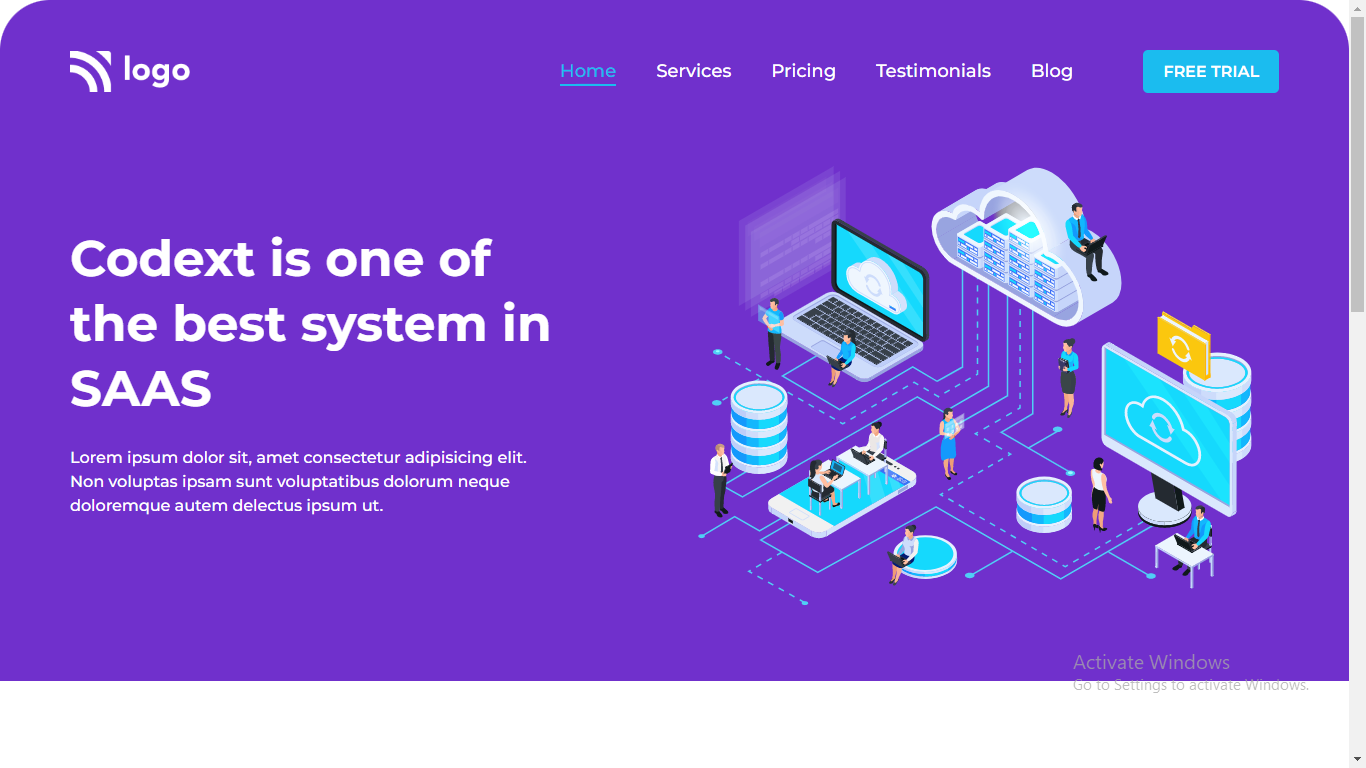 logo
Home Services Pricing Testimonials Blog FREE TRIAL
Codext is one of
the best system in
SAAS
Lorem ipsum dolor sit, amet consectetur adipisicing elit.
Non voluptas ipsam sunt voluptatibus dolorum neque
doloremque autem delectus ipsum ut.
Activate Windows
Go to Settings to activate Windows.